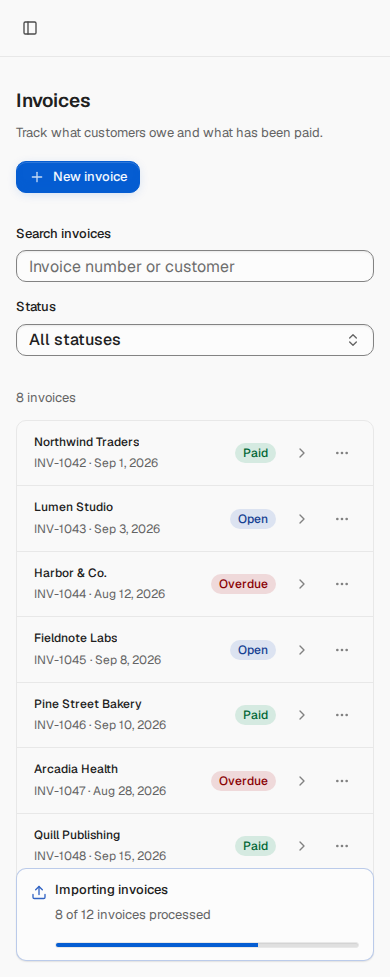 Invoices
Track what customers owe and what has been paid.
New invoice
Search invoices
Invoice number or customer
Status
All statuses
8 invoices
Northwind Traders
INV-1042 · Sep 1, 2026
Paid
Lumen Studio
INV-1043 · Sep 3, 2026
Open
Harbor & Co.
INV-1044 · Aug 12, 2026
Overdue
Fieldnote Labs
INV-1045 · Sep 8, 2026
Open
Pine Street Bakery
INV-1046 · Sep 10, 2026
Paid
Arcadia Health
INV-1047 · Aug 28, 2026
Overdue
Quill Publishing
INV-1048 · Sep 15, 2026
Paid
Importing invoices
8 of 12 invoices processed